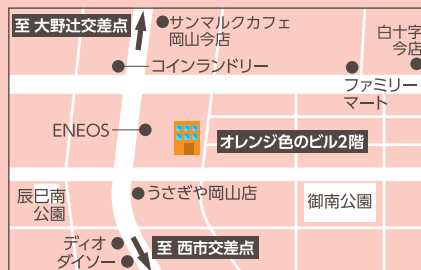 至 大野辻交差点
サンマルクカフェ
岡山今店
白十字
今店
コインランドリー
ファミリー
マート
ENEOS
オレンジ色のビル2階
辰巳南
公園
うさぎや岡山店
御南公園
ディオ
ダイソー
至 西市交差点